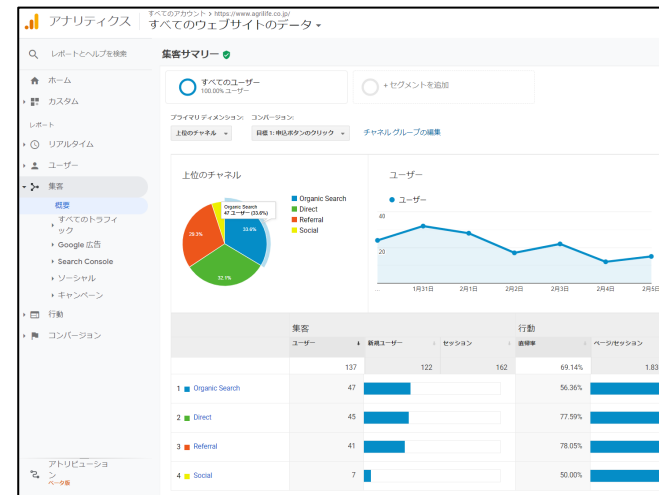 すべてのアカウント > https://www.agrilife.co.jp/
アナリティクス
すべてのウェブサイトのデータ
レポートとヘルプを検索
集客サマリー
ホーム
カスタム
レポート
リアルタイム
ユーザー
集客
概要
すべてのトラフィ
ック
Google 広告
Search Console
ソーシャル
キャンペーン
行動
コンバージョン
アトリビューショ
ン
ベータ版
すべてのユーザー
100.00% ユーザー
+ セグメントを追加
プライマリ ディメンション: コンバージョン:
上位のチャネル 目標 1: 申込ボタンのクリック チャネル グループの編集
上位のチャネル
Organic Search
47 ユーザー (33.6%)
33.6%
29.3%
32.1%
Organic Search
Direct
Referral
Social
ユーザー
ユーザー
40
20
... 1月31日 2月1日 2月2日 2月3日 2月4日 2月5日
集客 行動
ユーザー 新規ユーザー セッション 直帰率 ページ/セッション
137 122 162 69.14% 1.83
1 Organic Search 47 56.36%
2 Direct 45 77.59%
3 Referral 41 78.05%
4 Social 7 50.00%